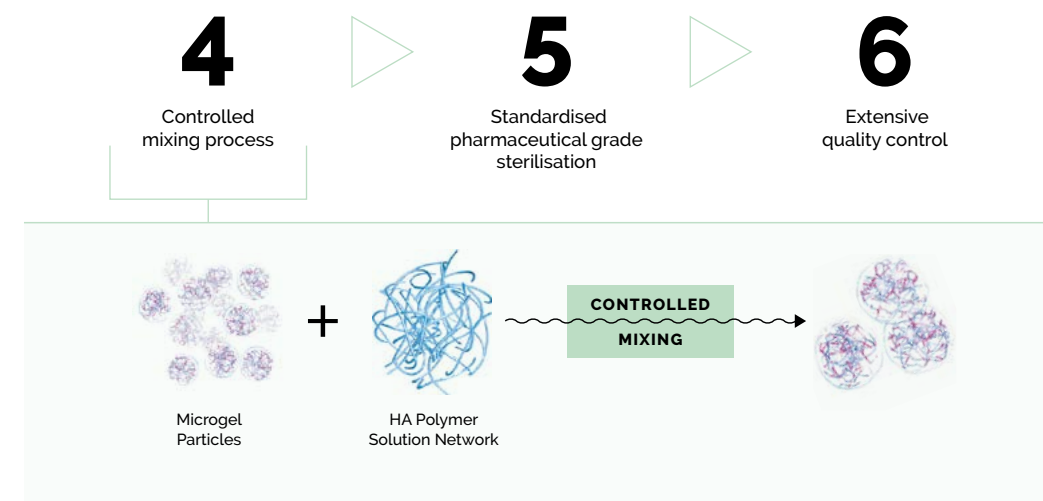 4
5
6
Controlled
mixing process
Standardised
pharmaceutical grade
sterilisation
Extensive
quality control
+
CONTROLLED
MIXING
Microgel
Particles
HA Polymer
Solution Network